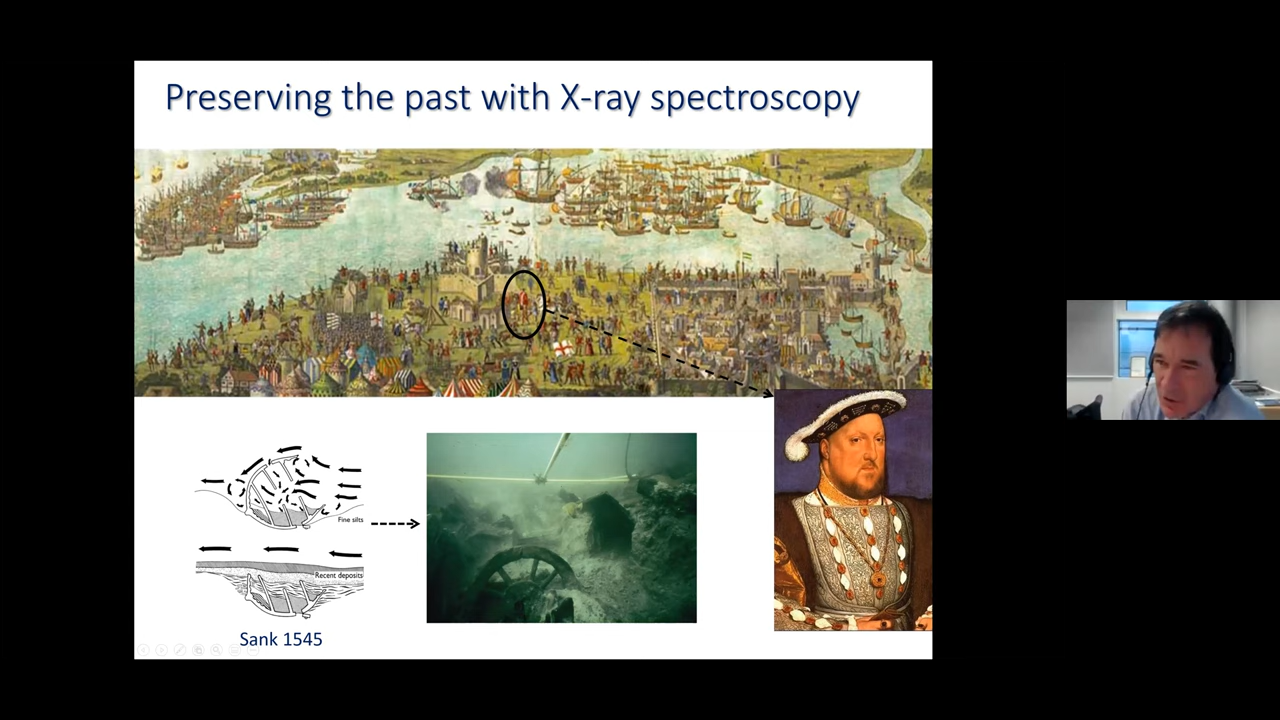 Preserving the past with X-ray spectroscopy
Fine silts
Recent deposits
Sank 1545